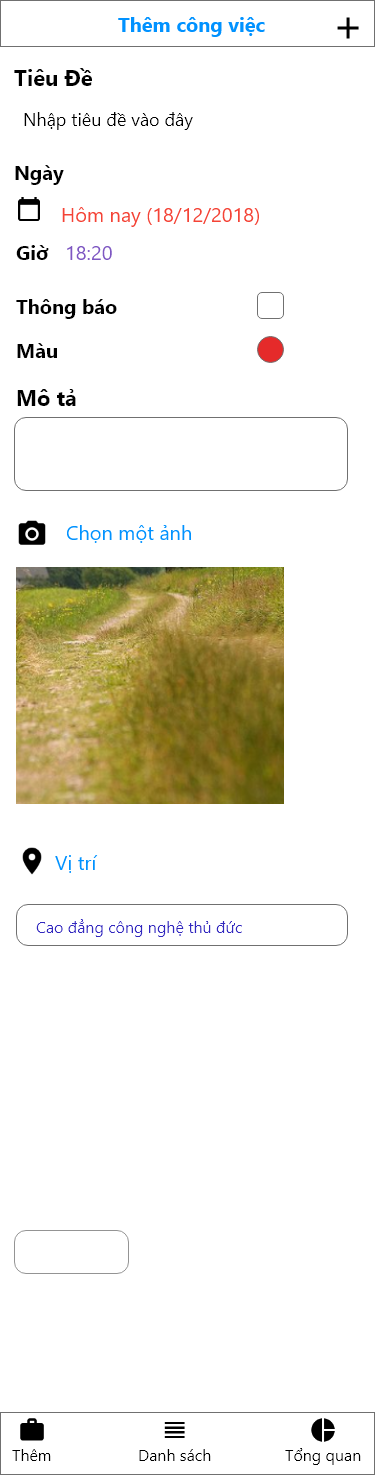 Thêm công việc
Tiêu Đề
Nhập tiêu đề vào đây
Ngày
Hôm nay (18/12/2018)
Giờ 18:20
Thông báo
Màu
Mô tả
Chọn một ảnh
Vị trí
Cao đẳng công nghệ thủ đức
Thêm Danh sách Tổng quan